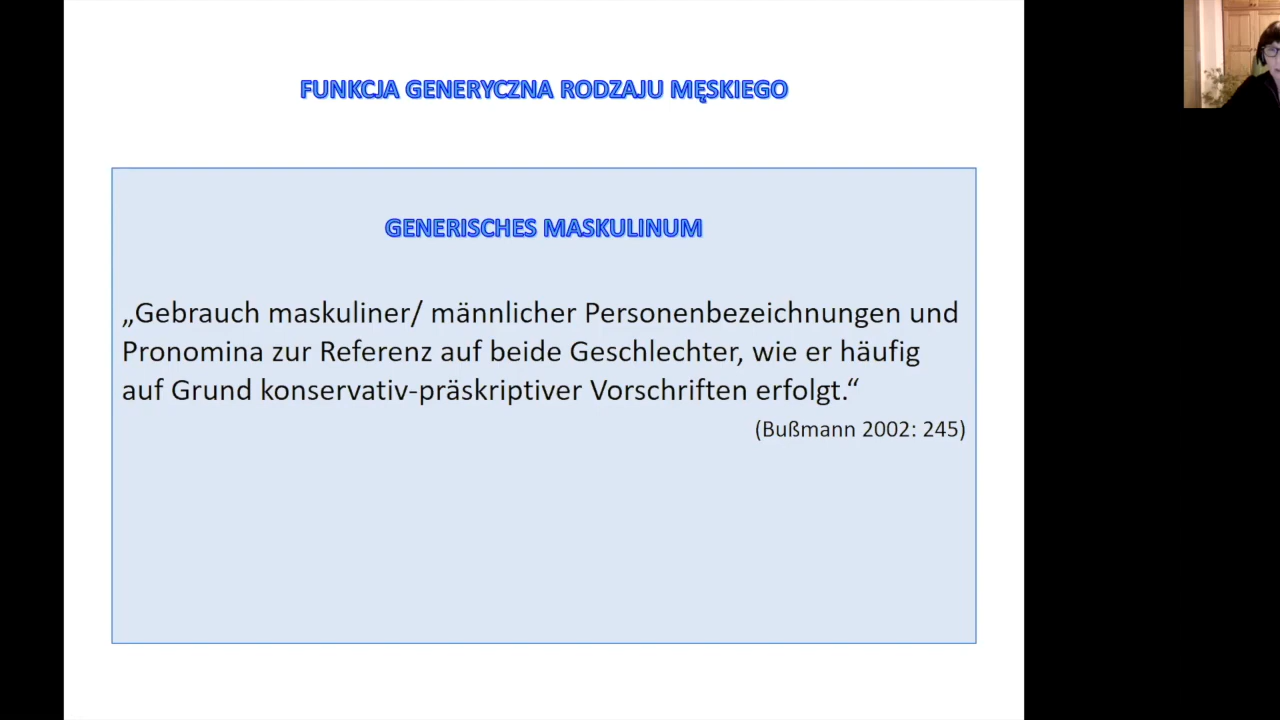 FUNKCJA GENERYCZNA RODZAJU MĘSKIEGO
GENERISCHES MASKULINUM
„Gebrauch maskuliner/ männlicher Personenbezeichnungen und
Pronomina zur Referenz auf beide Geschlechter, wie er häufig
auf Grund konservativ-präskriptiver Vorschriften erfolgt.“
(Bußmann 2002: 245)